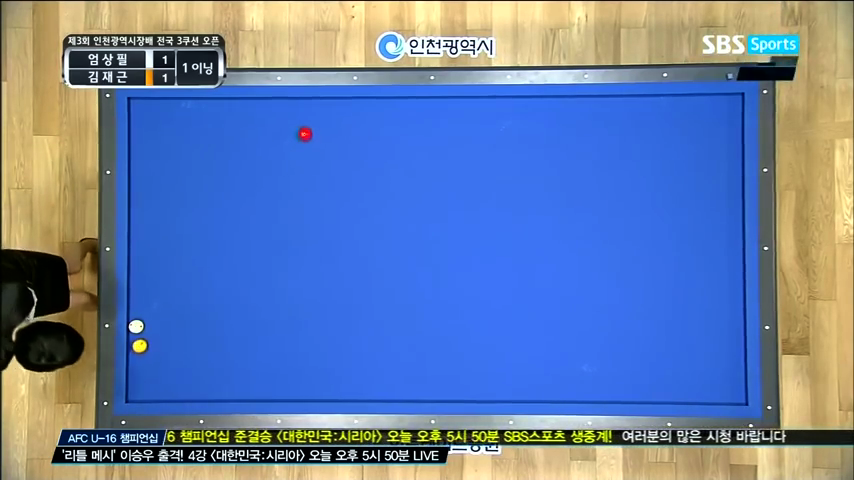 제3회 인천광역시장배 전국 3쿠션 오픈
엄상필 1
김재근 1
1 이닝
인천광역시
SBS Sports
AFC U-16 챔피언십
6 챔피언십 준결승 <대한민국:시리아> 오늘 오후 5시 50분 SBS스포츠 생중계! 여러분의 많은 시청 바랍니다
'리틀 메시' 이승우 출격! 4강 <대한민국:시리아> 오늘 오후 5시 50분 LIVE